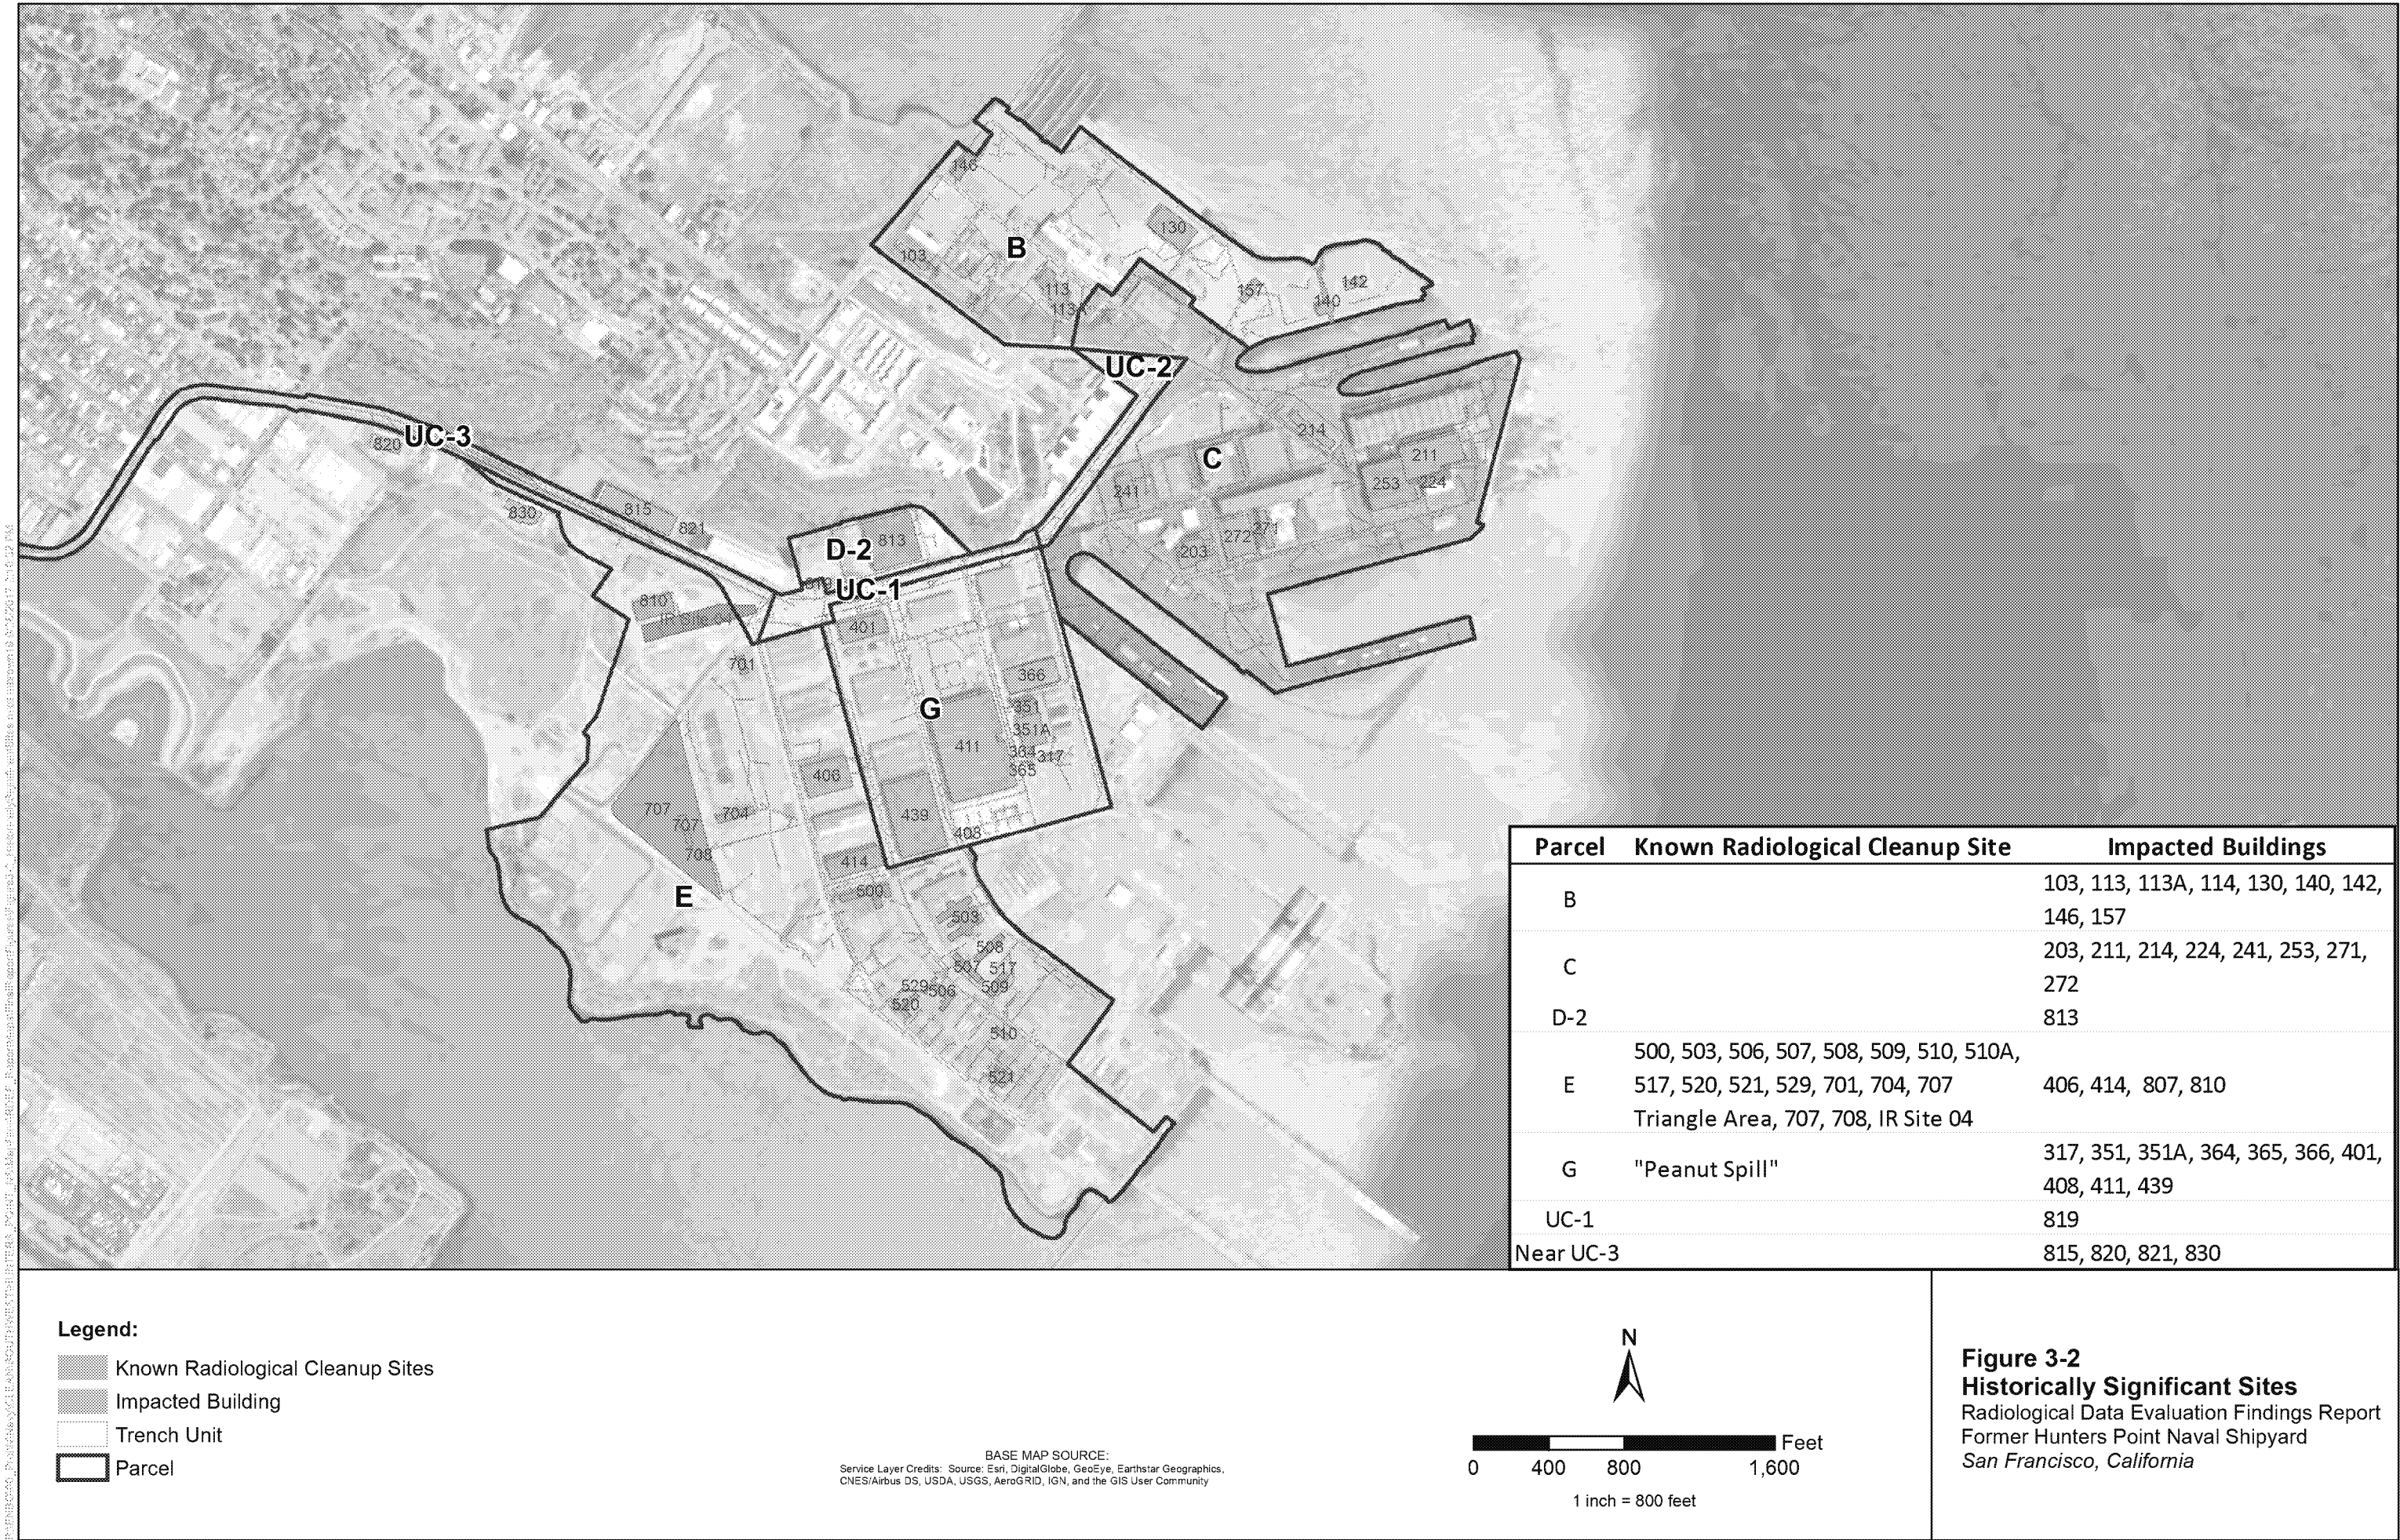 146
130
B
103
142
157
113
140
113A
UC-2
214
UC-3
820
C
211
253
224
241
815
830
821
271
272
813
D-2
203
819
UC-1
810
IR Site 04
401
701
366
G
351
351A
411
364
317
365
406
707
704
707
439
408
708
414
500
E
503
508
507
517
529
506
509
520
510
521
Parcel Known Radiological Cleanup Site Impacted Buildings
B 103, 113, 113A, 114, 130, 140, 142,
146, 157
C 203, 211, 214, 224, 241, 253, 271,
272
D-2 813
500, 503, 506, 507, 508, 509, 510, 510A,
E 517, 520, 521, 529, 701, 704, 707 406, 414, 807, 810
Triangle Area, 707, 708, IR Site 04
G "Peanut Spill" 317, 351, 351A, 364, 365, 366, 401,
408, 411, 439
UC-1 819
Near UC-3 815, 820, 821, 830
Legend:
Known Radiological Cleanup Sites
Impacted Building
Trench Unit
Parcel
BASE MAP SOURCE:
Service Layer Credits: Source: Esri, DigitalGlobe, GeoEye, Earthstar Geographics,
CNES/Airbus DS, USDA, USGS, AeroGRID, IGN, and the GIS User Community
N
Feet
0 400 800 1,600
1 inch = 800 feet
Figure 3-2
Historically Significant Sites
Radiological Data Evaluation Findings Report
Former Hunters Point Naval Shipyard
San Francisco, California